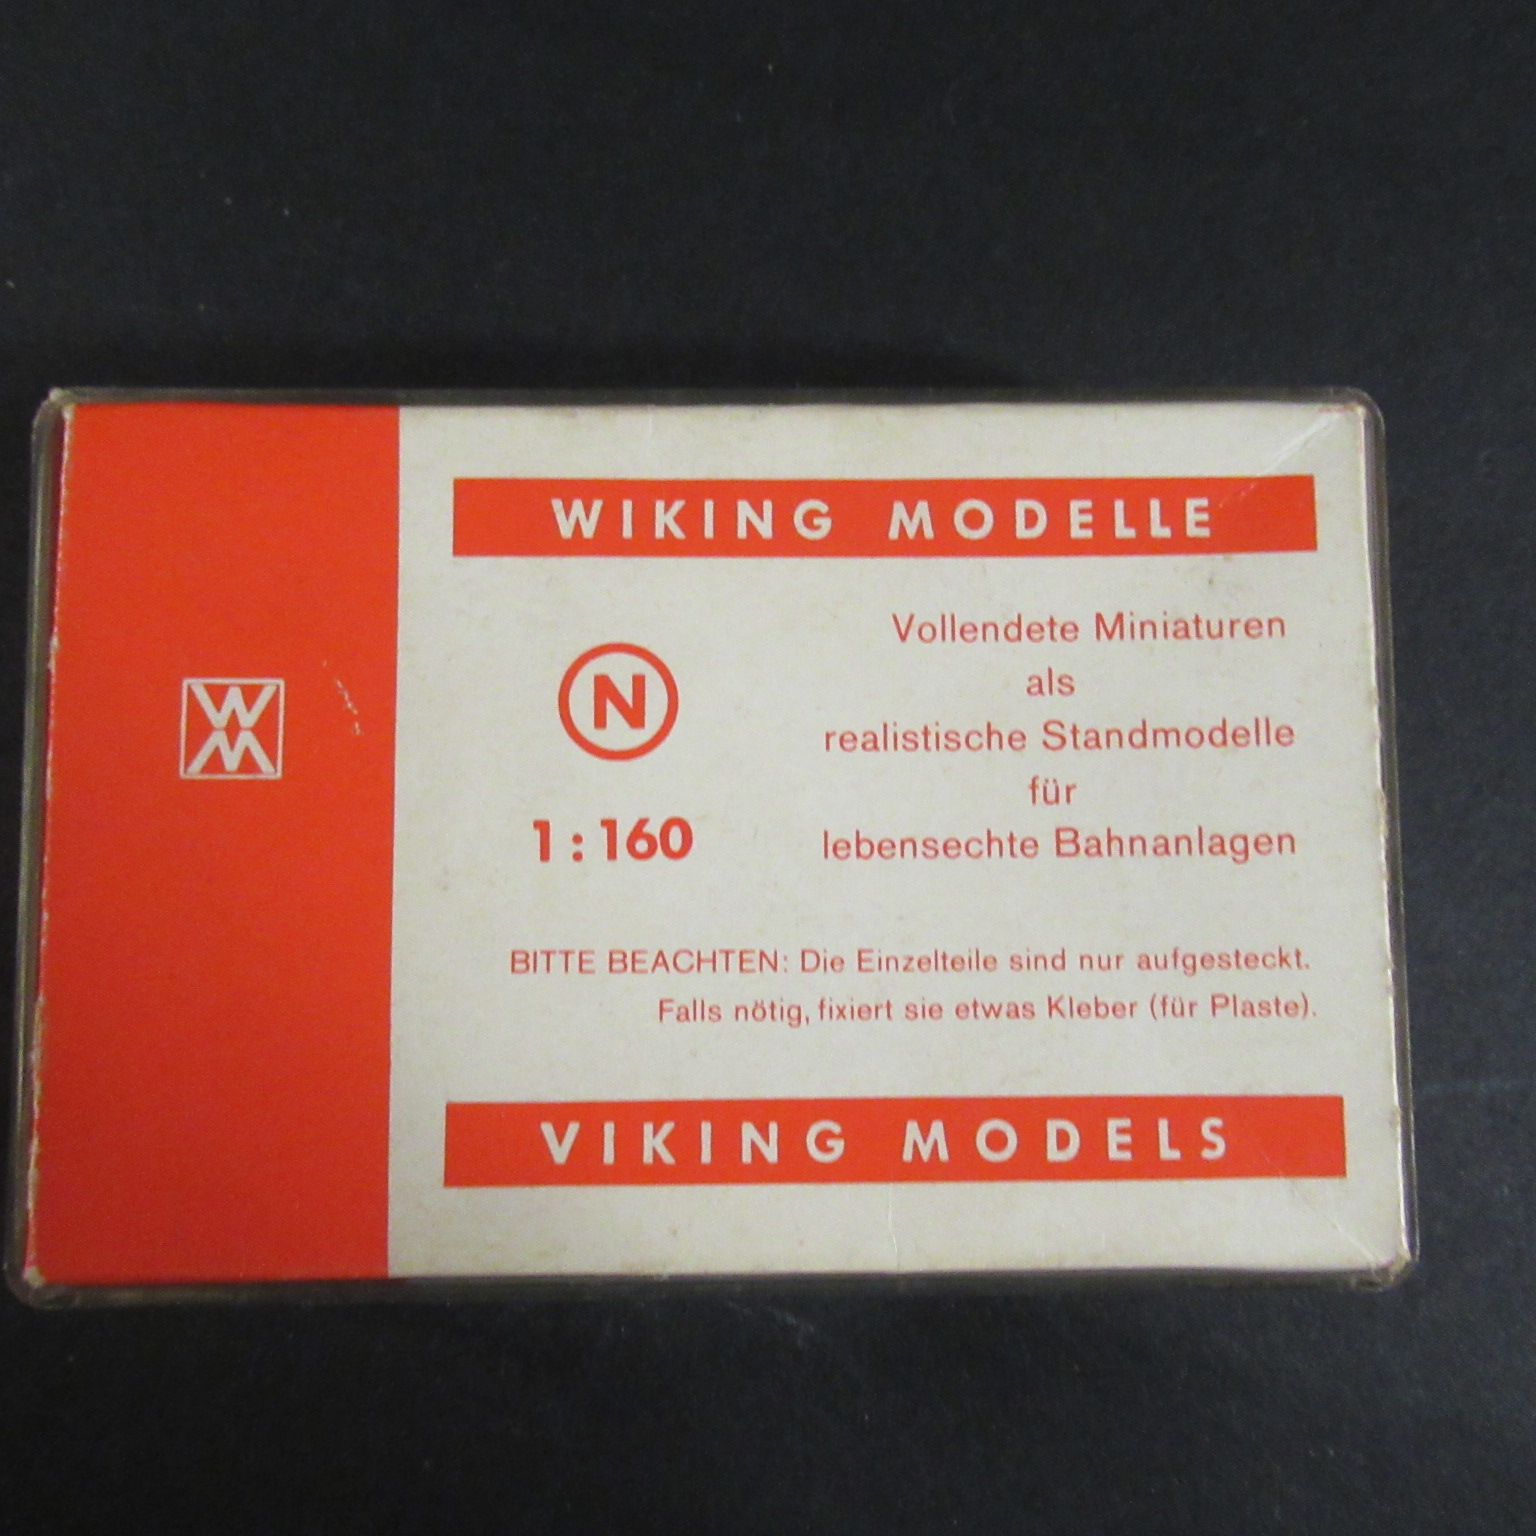 WIKING MODELLE
WM
N
1:160
Vollendete Miniaturen
als
realistische Standmodelle
für
lebensechte Bahnanlagen
BITTE BEACHTEN: Die Einzelteile sind nur aufgesteckt.
Falls nötig, fixiert sie etwas Kleber (für Plaste).
VIKING MODELS